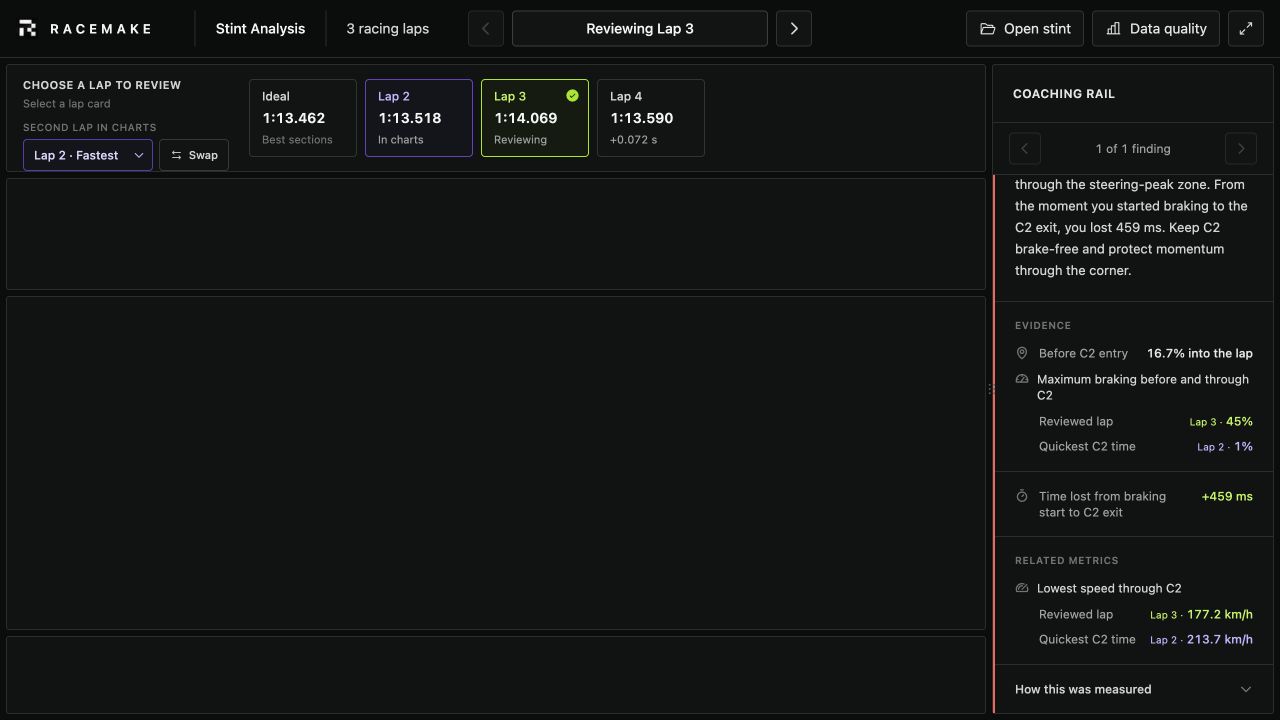 RACEMAKE
Stint Analysis
3 racing laps
Reviewing Lap 3
Open stint
Data quality
CHOOSE A LAP TO REVIEW
Select a lap card
SECOND LAP IN CHARTS
Lap 2 · Fastest
Swap
Ideal
1:13.462
Best sections
Lap 2
1:13.518
In charts
Lap 3
1:14.069
Reviewing
Lap 4
1:13.590
+0.072 s
COACHING RAIL
1 of 1 finding
through the steering-peak zone. From
the moment you started braking to the
C2 exit, you lost 459 ms. Keep C2
brake-free and protect momentum
through the corner.
EVIDENCE
Before C2 entry 16.7% into the lap
Maximum braking before and through
C2
Reviewed lap Lap 3 · 45%
Quickest C2 time Lap 2 · 1%
Time lost from braking +459 ms
start to C2 exit
RELATED METRICS
Lowest speed through C2
Reviewed lap Lap 3 · 177.2 km/h
Quickest C2 time Lap 2 · 213.7 km/h
How this was measured